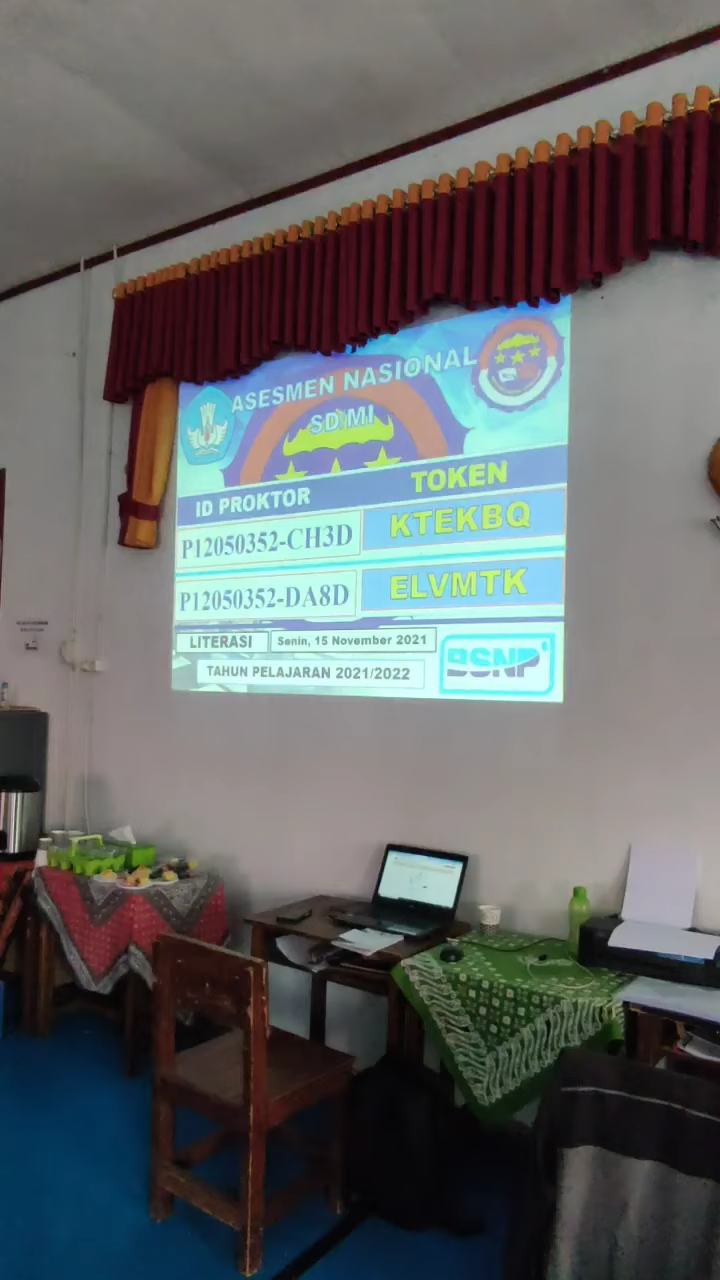 ASESMEN NASIONAL
SD/MI
ID PROKTOR TOKEN
P12050352-CH3D KTEKBQ
P12050352-DA8D ELVMTK
LITERASI Senin, 15 November 2021
TAHUN PELAJARAN 2021/2022
BSNP